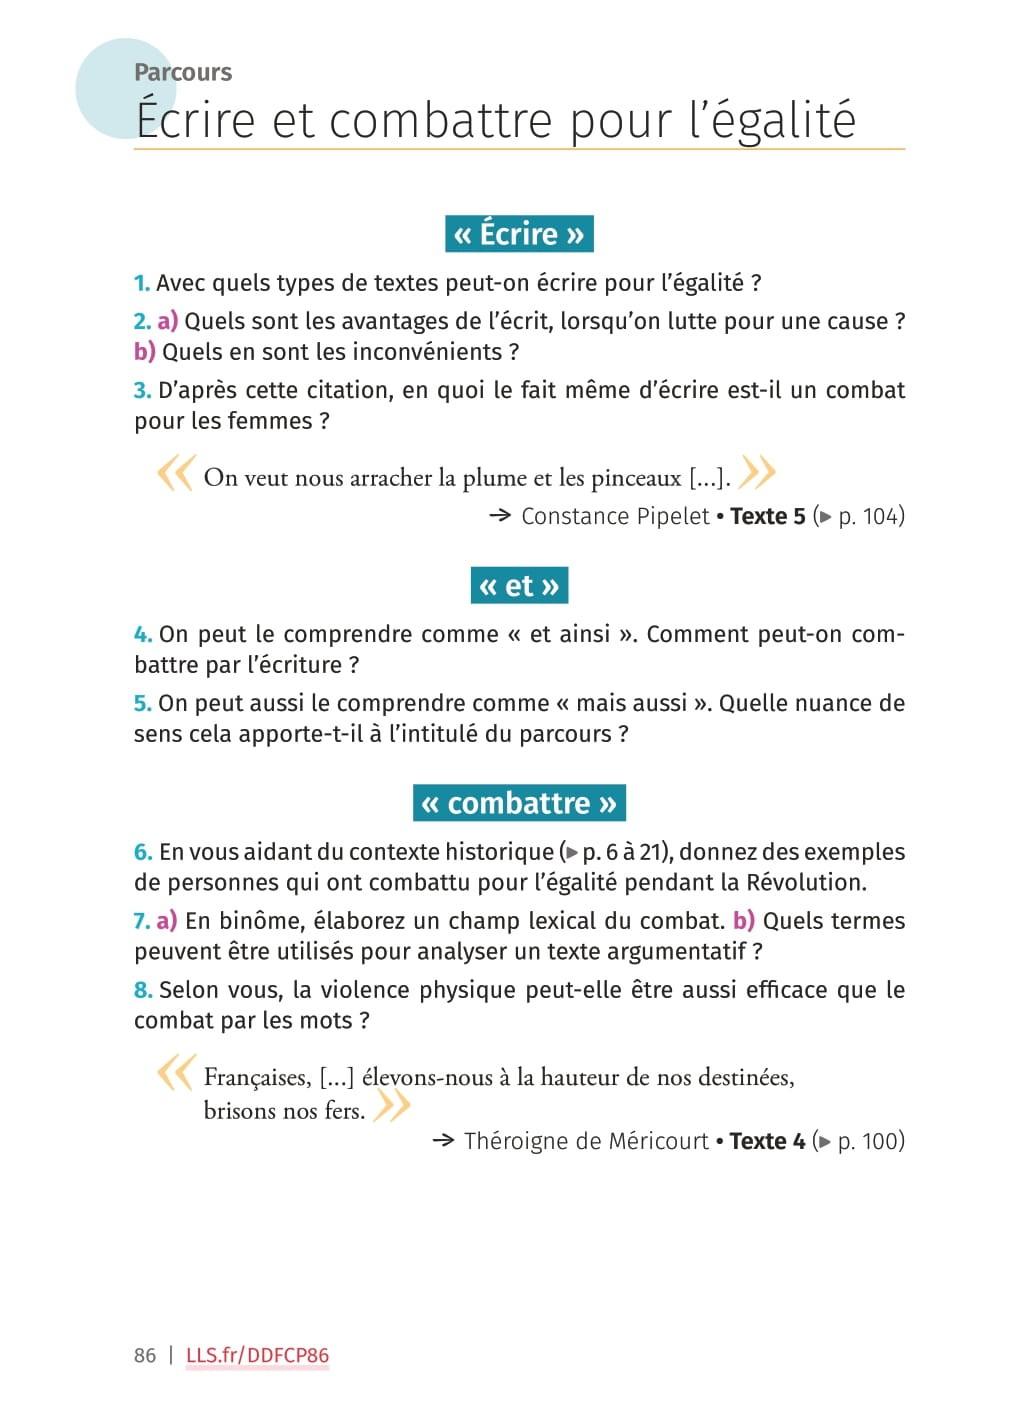 Parcours
Écrire et combattre pour l’égalité
« Écrire »
1. Avec quels types de textes peut-on écrire pour l’égalité ?
2. a) Quels sont les avantages de l’écrit, lorsqu’on lutte pour une cause ?
b) Quels en sont les inconvénients ?
3. D’après cette citation, en quoi le fait même d’écrire est-il un combat
pour les femmes ?
« On veut nous arracher la plume et les pinceaux [...]. »
→ Constance Pipelet • Texte 5 (▶ p. 104)
« et »
4. On peut le comprendre comme « et ainsi ». Comment peut-on com-
battre par l’écriture ?
5. On peut aussi le comprendre comme « mais aussi ». Quelle nuance de
sens cela apporte-t-il à l’intitulé du parcours ?
« combattre »
6. En vous aidant du contexte historique (▶ p. 6 à 21), donnez des exemples
de personnes qui ont combattu pour l’égalité pendant la Révolution.
7. a) En binôme, élaborez un champ lexical du combat. b) Quels termes
peuvent être utilisés pour analyser un texte argumentatif ?
8. Selon vous, la violence physique peut-elle être aussi efficace que le
combat par les mots ?
« Françaises, [...] élevons-nous à la hauteur de nos destinées,
brisons nos fers. »
→ Théroigne de Méricourt • Texte 4 (▶ p. 100)
86 | LLS.fr/DDFCP86